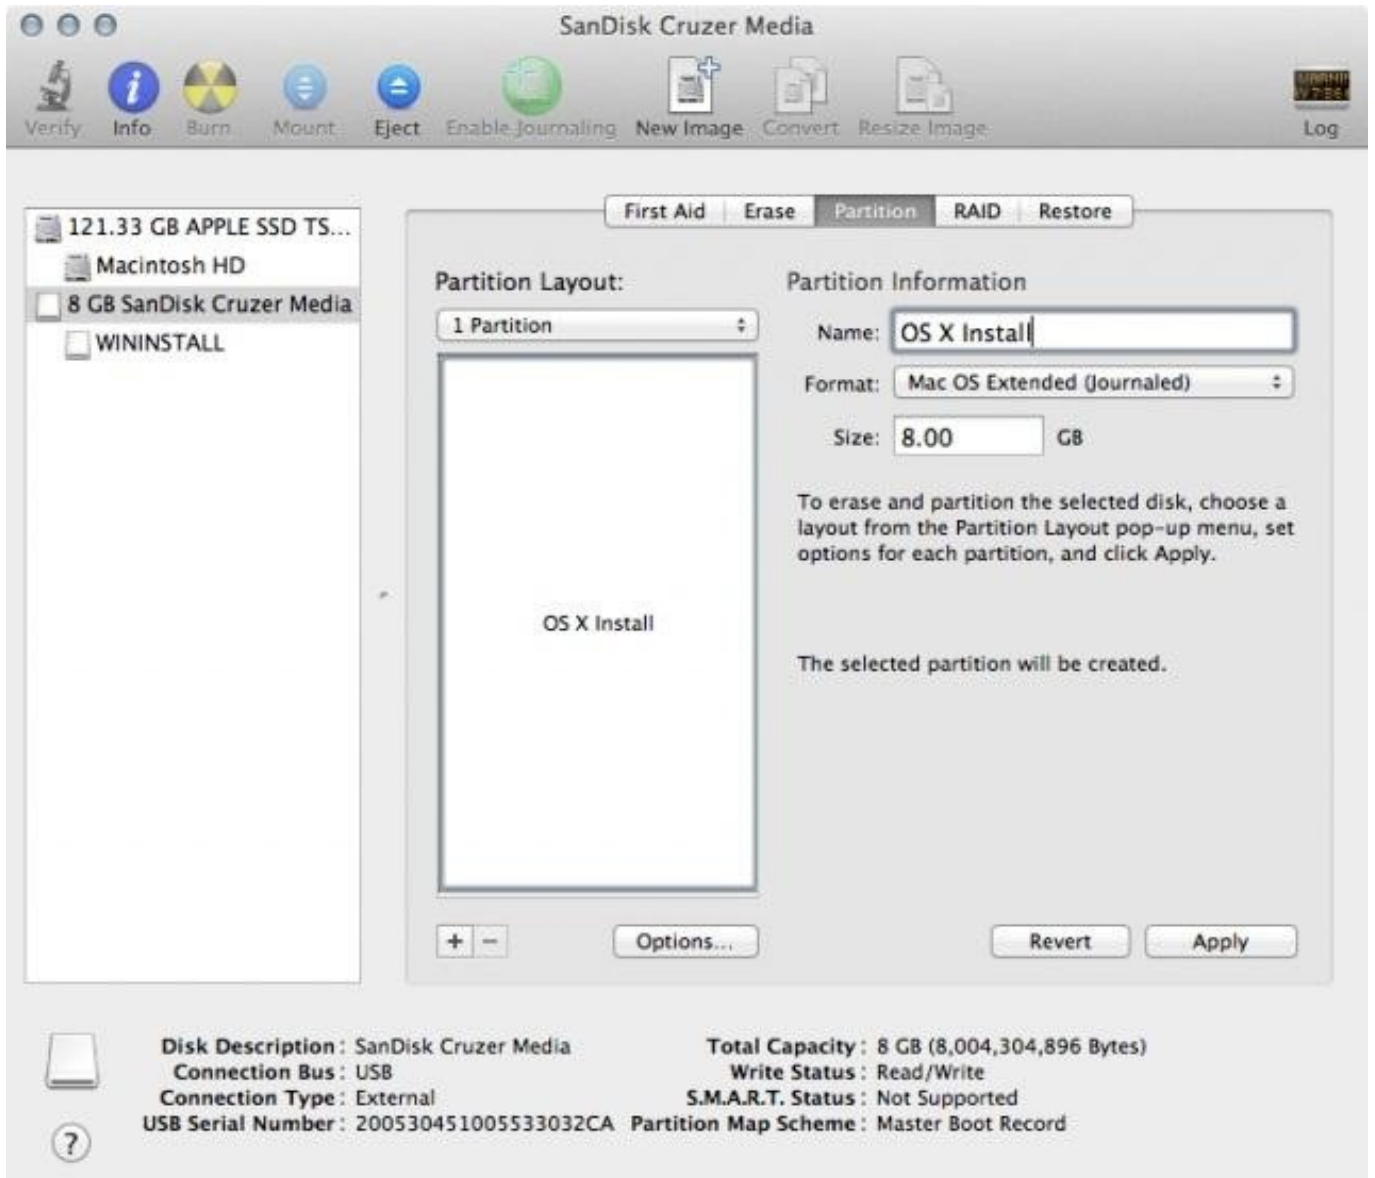 SanDisk Cruzer Media
Verify Info Burn Mount Eject Enable Journaling New Image Convert Resize Image Log
121.33 GB APPLE SSD TS...
Macintosh HD
8 GB SanDisk Cruzer Media
WININSTALL
First Aid Erase Partition RAID Restore
Partition Layout:
1 Partition
OS X Install
+ − Options...
Partition Information
Name: OS X Install
Format: Mac OS Extended (Journaled)
Size: 8.00 GB
To erase and partition the selected disk, choose a
layout from the Partition Layout pop-up menu, set
options for each partition, and click Apply.
The selected partition will be created.
Revert Apply
Disk Description : SanDisk Cruzer Media
Connection Bus : USB
Connection Type : External
USB Serial Number : 200530451005533032CA
Total Capacity : 8 GB (8,004,304,896 Bytes)
Write Status : Read/Write
S.M.A.R.T. Status : Not Supported
Partition Map Scheme : Master Boot Record
?